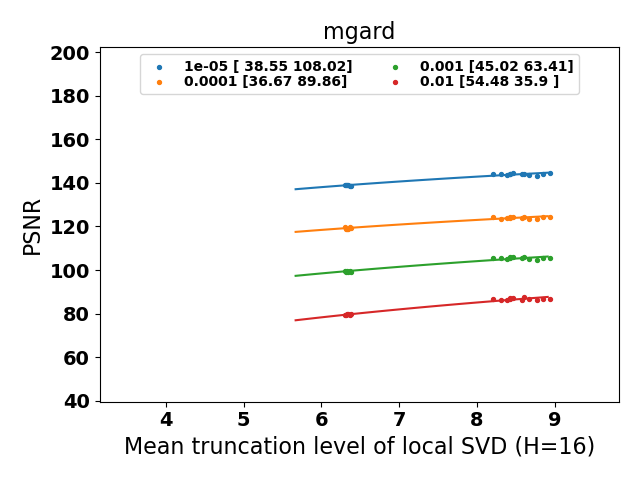 mgard
1e-05 [ 38.55 108.02]
0.0001 [36.67 89.86]
0.001 [45.02 63.41]
0.01 [54.48 35.9 ]
200
180
160
140
120
100
80
60
40
PSNR
4 5 6 7 8 9
Mean truncation level of local SVD (H=16)